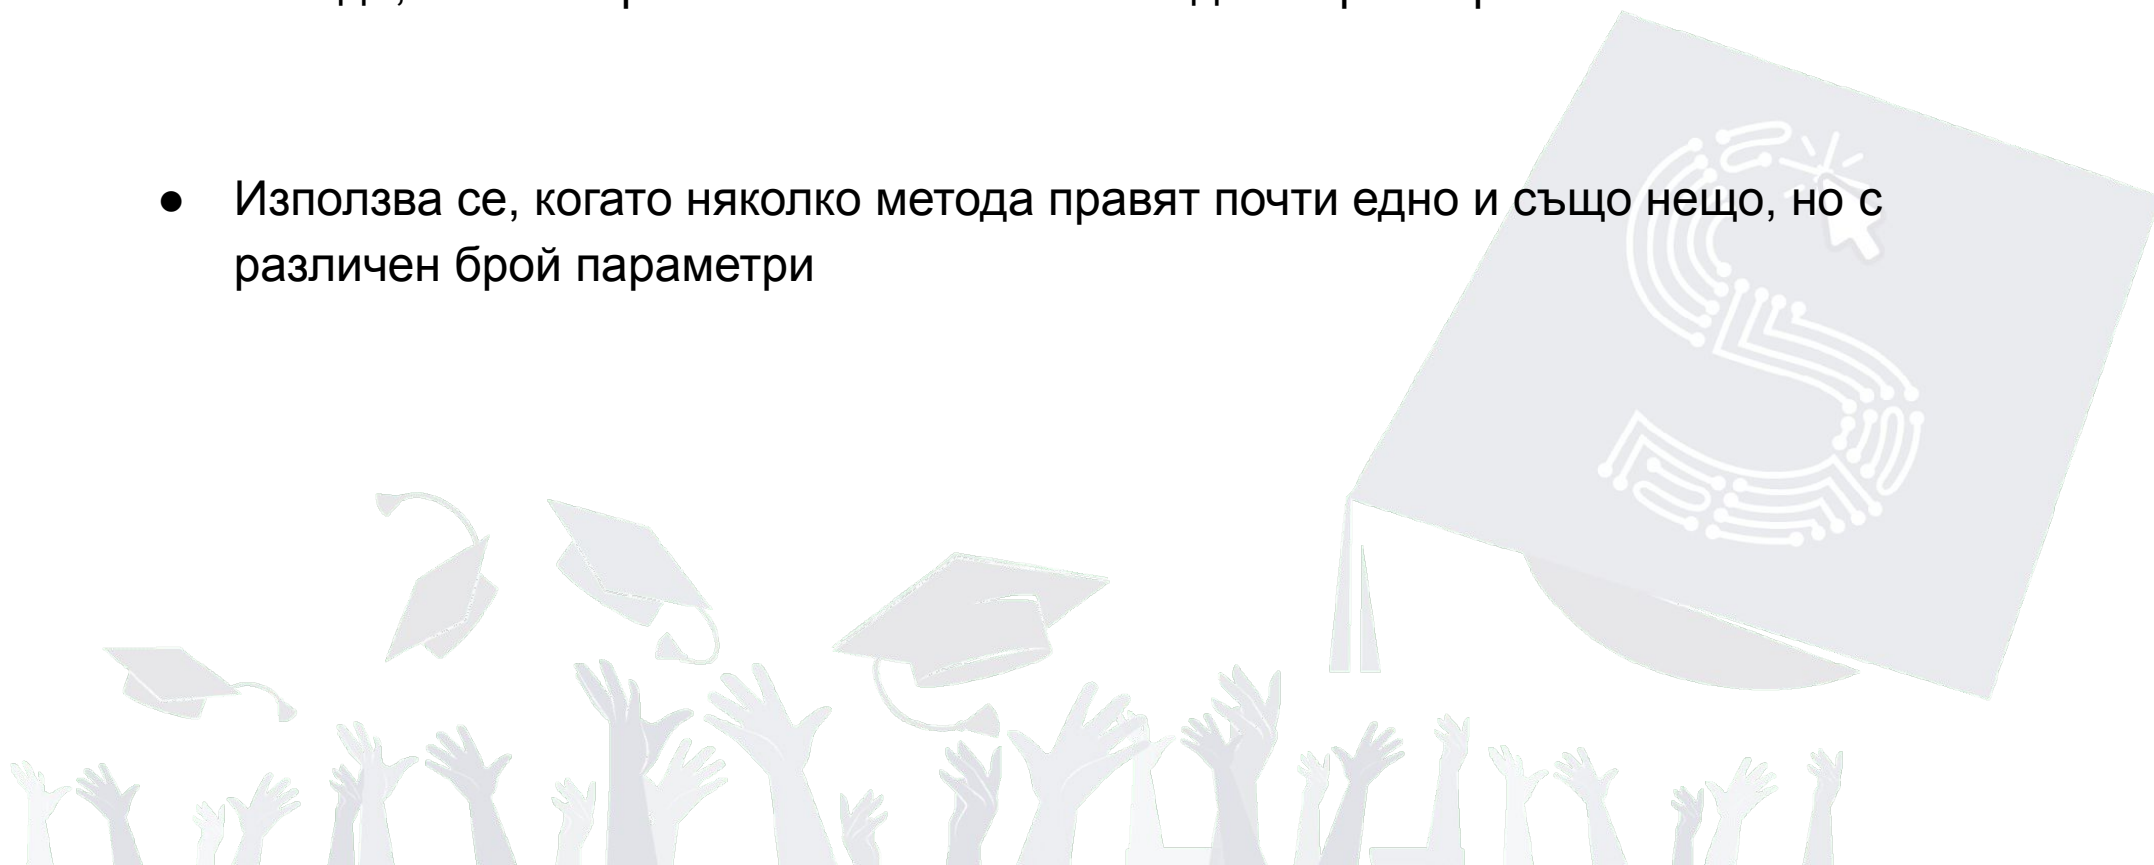 ● Използва се, когато няколко метода правят почти едно и също нещо, но с
различен брой параметри